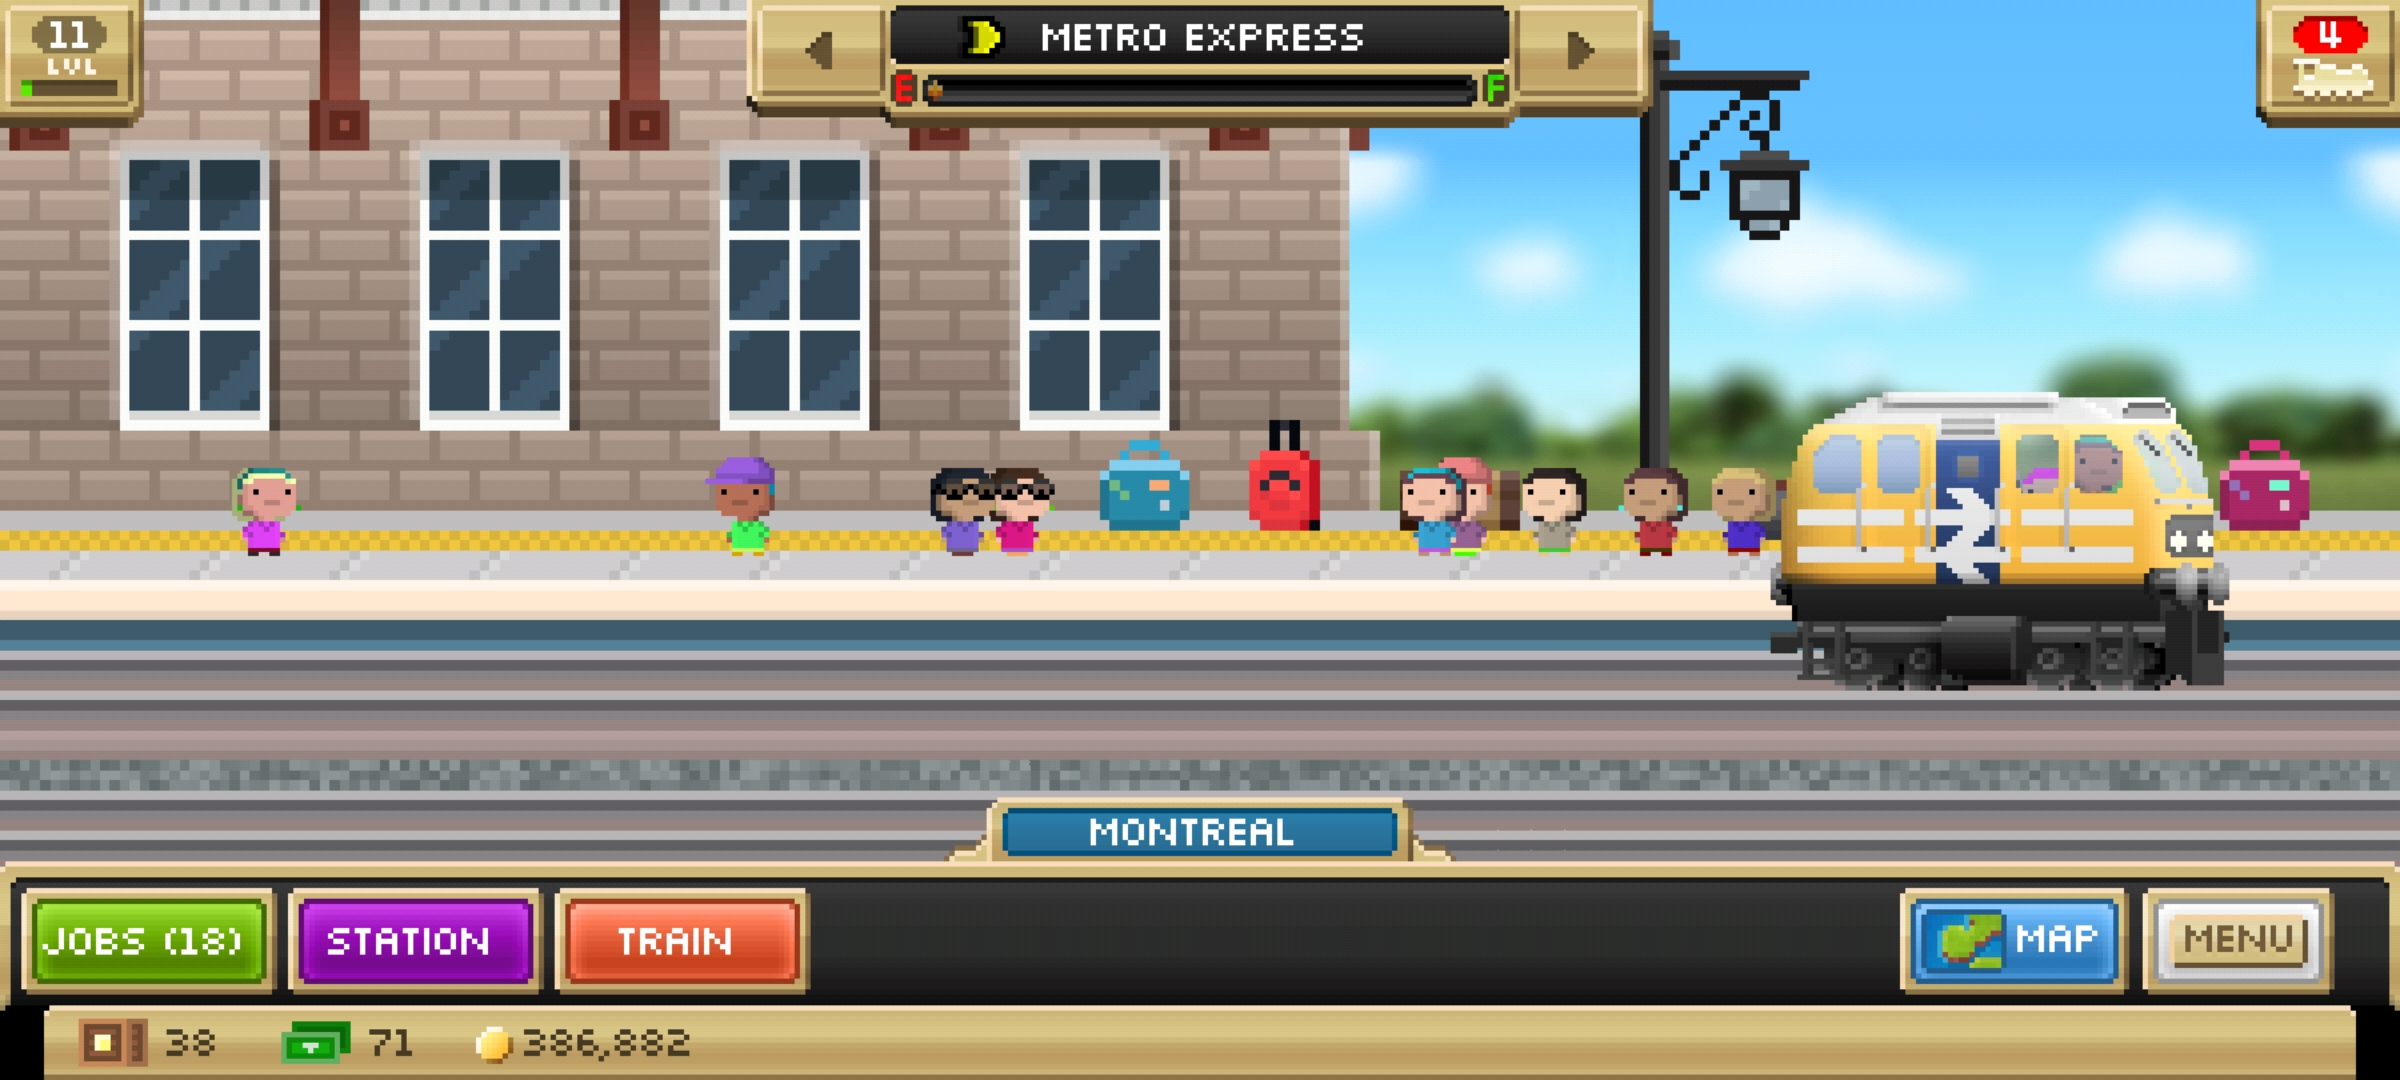 11
LVL
METRO EXPRESS
E F
4
MONTREAL
JOBS (18)
STATION
TRAIN
MAP
MENU
38
71
386,882